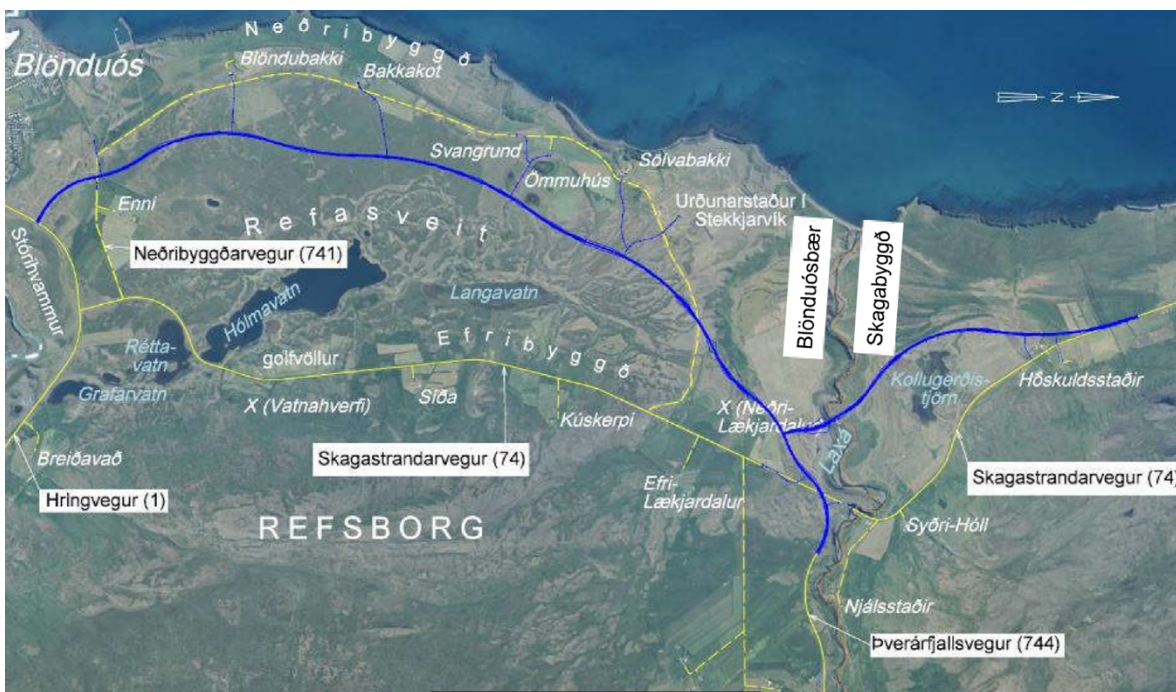 Neðribyggð
Blönduós
Blöndubakki
Bakkakot
N
Svangrund
Ömmuhús
Sölvabakki
Urðunarstaður í
Stekkjarvík
Enni
Refasveit
Neðribyggðarvegur (741)
Stórihvammur
Hólmavatn
Langavatn
Blönduósbær
Skagabyggð
Rétta-
vatn
Grafarvatn
golfvöllur
Efribyggð
X (Vatnahverfi)
Síða
Kúskerpi
X (Neðri-
Lækjardalur)
Laxá
Kollugerðis-
tjörn
Höskuldsstaðir
Breiðavað
Hringvegur (1)
Skagastrandarvegur (74)
REFSBORG
Efri-
Lækjardalur
Skagastrandarvegur (74)
Syðri-Hóll
Njálsstaðir
Þverárfjallsvegur (744)